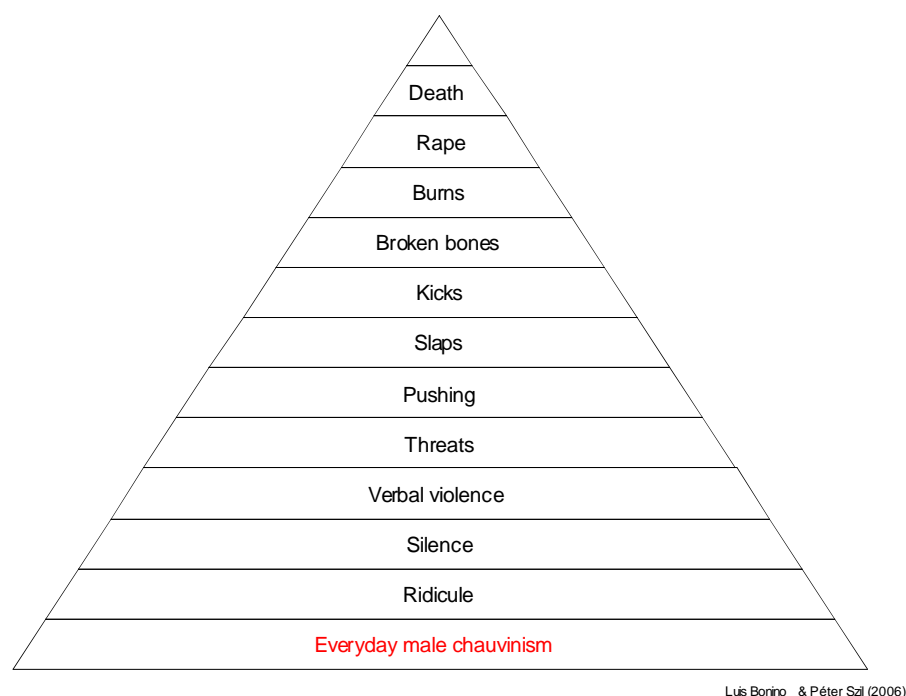 Death
Rape
Burns
Broken bones
Kicks
Slaps
Pushing
Threats
Verbal violence
Silence
Ridicule
Everyday male chauvinism
Luis Bonino & Péter Szil (2006)